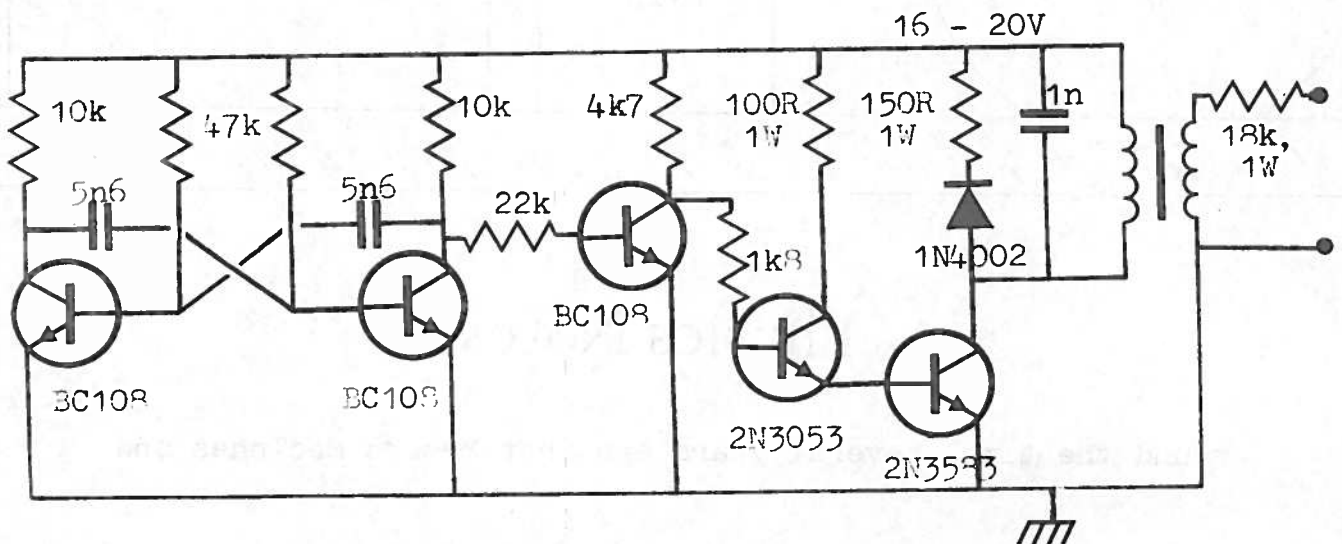 16 - 20V
10k
47k
10k
4k7
100R
1W
150R
1W
1n
18k,
1W
5n6
5n6
22k
1k8
1N4002
BC108
BC108
BC108
2N3053
2N3583